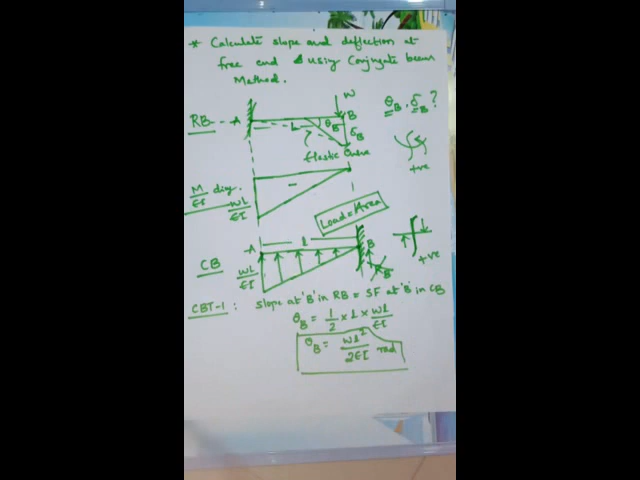 * Calculate slope and deflection at
free end using Conjugate beam
Method.
W
RB A L θB B
θB, δB ?
δB
Elastic Curve
+ve
M/EI diag.
WL/EI
−
Load = Area
A l B
CB
WL/EI
+ve
CBT-1 : Slope at 'B' in RB = SF at 'B' in CB
θB = 1/2 × l × Wl/EI
θB = Wl²/2EI rad